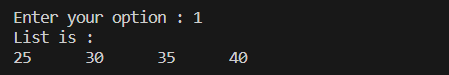 Enter your option : 1
List is :
25      30      35      40